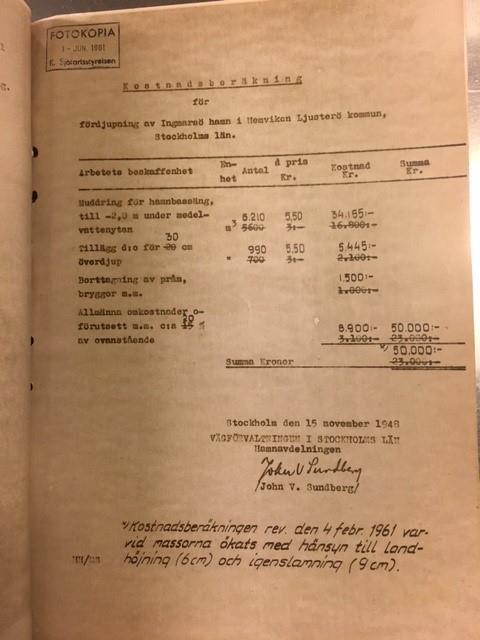 FOTOKOPIA
1 - JUN. 1961
K. Sjöfartsstyrelsen
Kostnadsberäkning
för
fördjupning av Ingmarsö hamn i Hemviken Ljusterö kommun,
Stockholms län.
Arbetets beskaffenhet En-het Antal à pris Kr. Kostnad Kr. Summa Kr.
Muddring för hamnbassäng,
till -2,0 m under medel- 6.210 5,50 34.155:-
vattenytan m3 5600 3:- 16.800:-
30
Tillägg d:o för 20 cm 990 5,50 5.445:-
överdjup " 700 3:- 2.100:-
Borttagning av pråm, 1.500:-
bryggor m.m. 1.000:-
Allmänna omkostnader o-
20
förutsett m.m. c:a 15 % 8.900:- 50.000:-
av ovanstående 3.100:- 23.000:-
x) 50.000:-
Summa Kronor 23.000:-
Stockholm den 15 november 1948
VÄGFÖRVALTNINGEN I STOCKHOLMS LÄN
Hamnavdelningen
John V Sundberg
/John V. Sundberg/
x) Kostnadsberäkningen rev. den 4 febr. 1961 var-
vid massorna ökats med hänsyn till land-
höjning (6cm) och igenslamning (9cm).